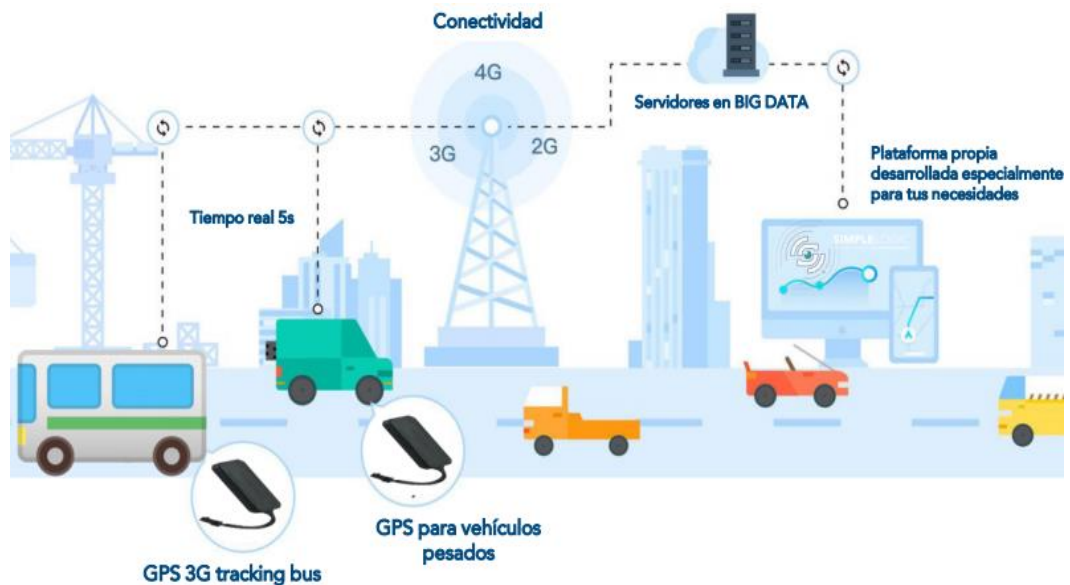 Conectividad
4G
3G
2G
Servidores en BIG DATA
Tiempo real 5s
Plataforma propia
desarrollada especialmente
para tus necesidades
SIMPLELOGIC
GPS para vehículos
pesados
GPS 3G tracking bus